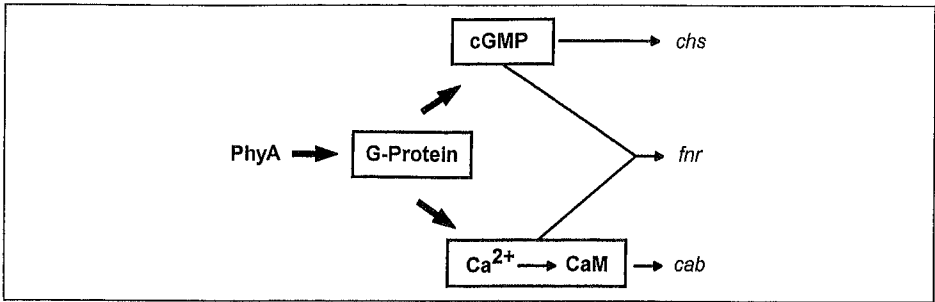 cGMP
chs
PhyA
G-Protein
fnr
Ca2+
CaM
cab